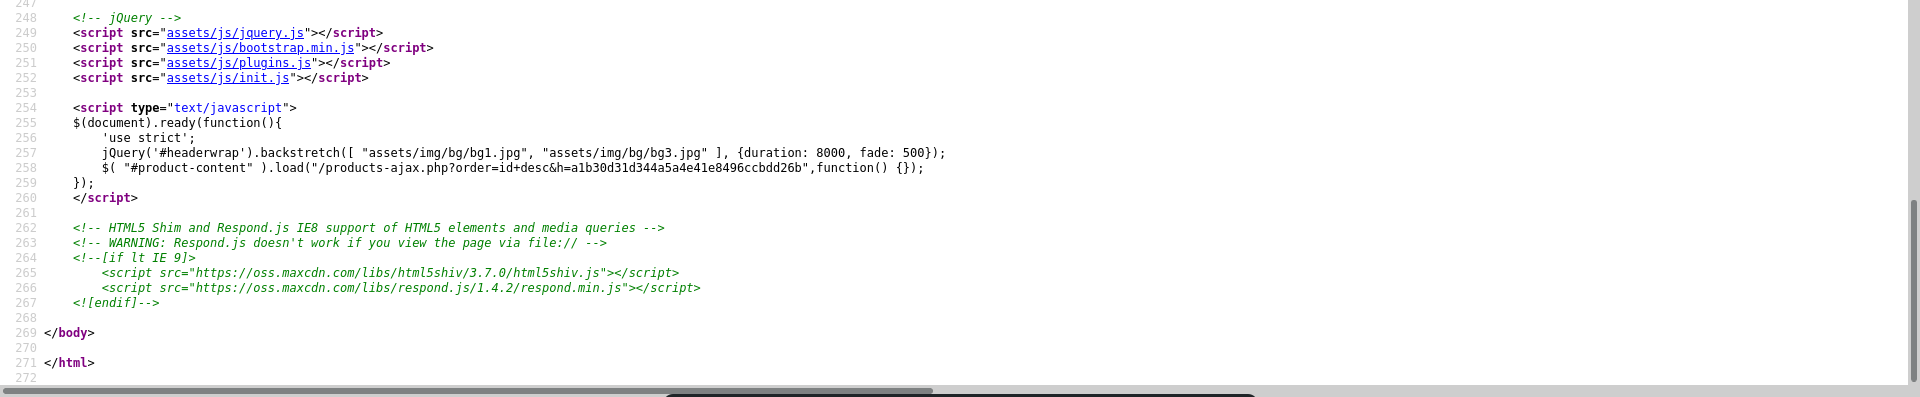 247
248 <!-- jQuery -->
249 <script src="assets/js/jquery.js"></script>
250 <script src="assets/js/bootstrap.min.js"></script>
251 <script src="assets/js/plugins.js"></script>
252 <script src="assets/js/init.js"></script>
253
254 <script type="text/javascript">
255 $(document).ready(function(){
256 'use strict';
257 jQuery('#headerwrap').backstretch([ "assets/img/bg/bg1.jpg", "assets/img/bg/bg3.jpg" ], {duration: 8000, fade: 500});
258 $( "#product-content" ).load("/products-ajax.php?order=id+desc&h=a1b30d31d344a5a4e41e8496ccbdd26b",function() {});
259 });
260 </script>
261
262 <!-- HTML5 Shim and Respond.js IE8 support of HTML5 elements and media queries -->
263 <!-- WARNING: Respond.js doesn't work if you view the page via file:// -->
264 <!--[if lt IE 9]>
265 <script src="https://oss.maxcdn.com/libs/html5shiv/3.7.0/html5shiv.js"></script>
266 <script src="https://oss.maxcdn.com/libs/respond.js/1.4.2/respond.min.js"></script>
267 <![endif]-->
268
269 </body>
270
271 </html>
272